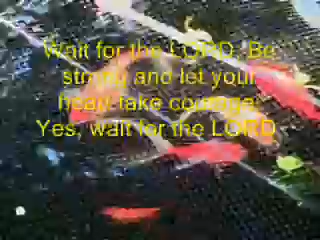 Wait for the LORD. Be
strong and let your
heart take courage.
Yes, wait for the LORD